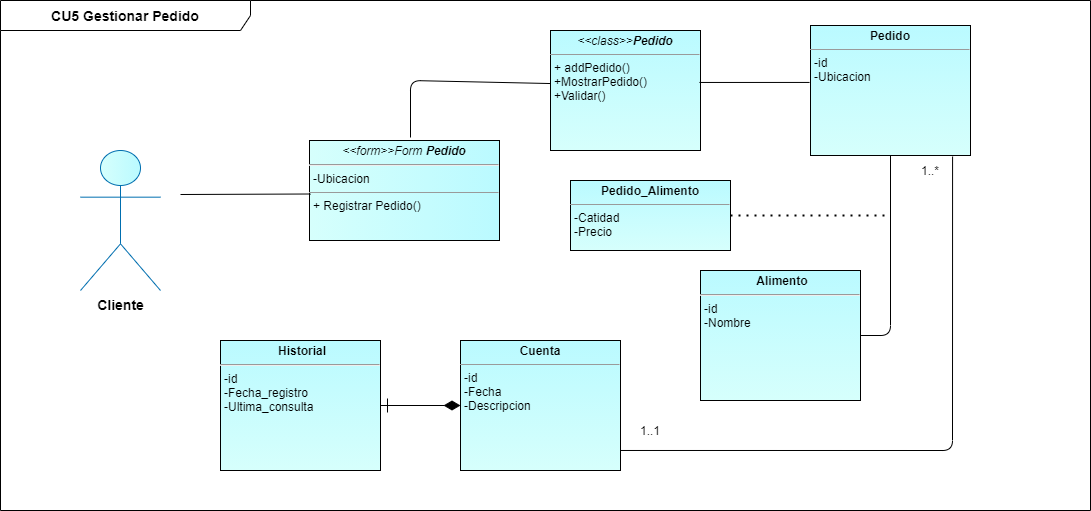 CU5 Gestionar Pedido
<<class>>Pedido
+ addPedido()
+MostrarPedido()
+Validar()
Pedido
-id
-Ubicacion
1..*
<<form>>Form Pedido
-Ubicacion
+ Registrar Pedido()
Cliente
Pedido_Alimento
-Catidad
-Precio
Alimento
-id
-Nombre
Historial
-id
-Fecha_registro
-Ultima_consulta
Cuenta
-id
-Fecha
-Descripcion
1..1